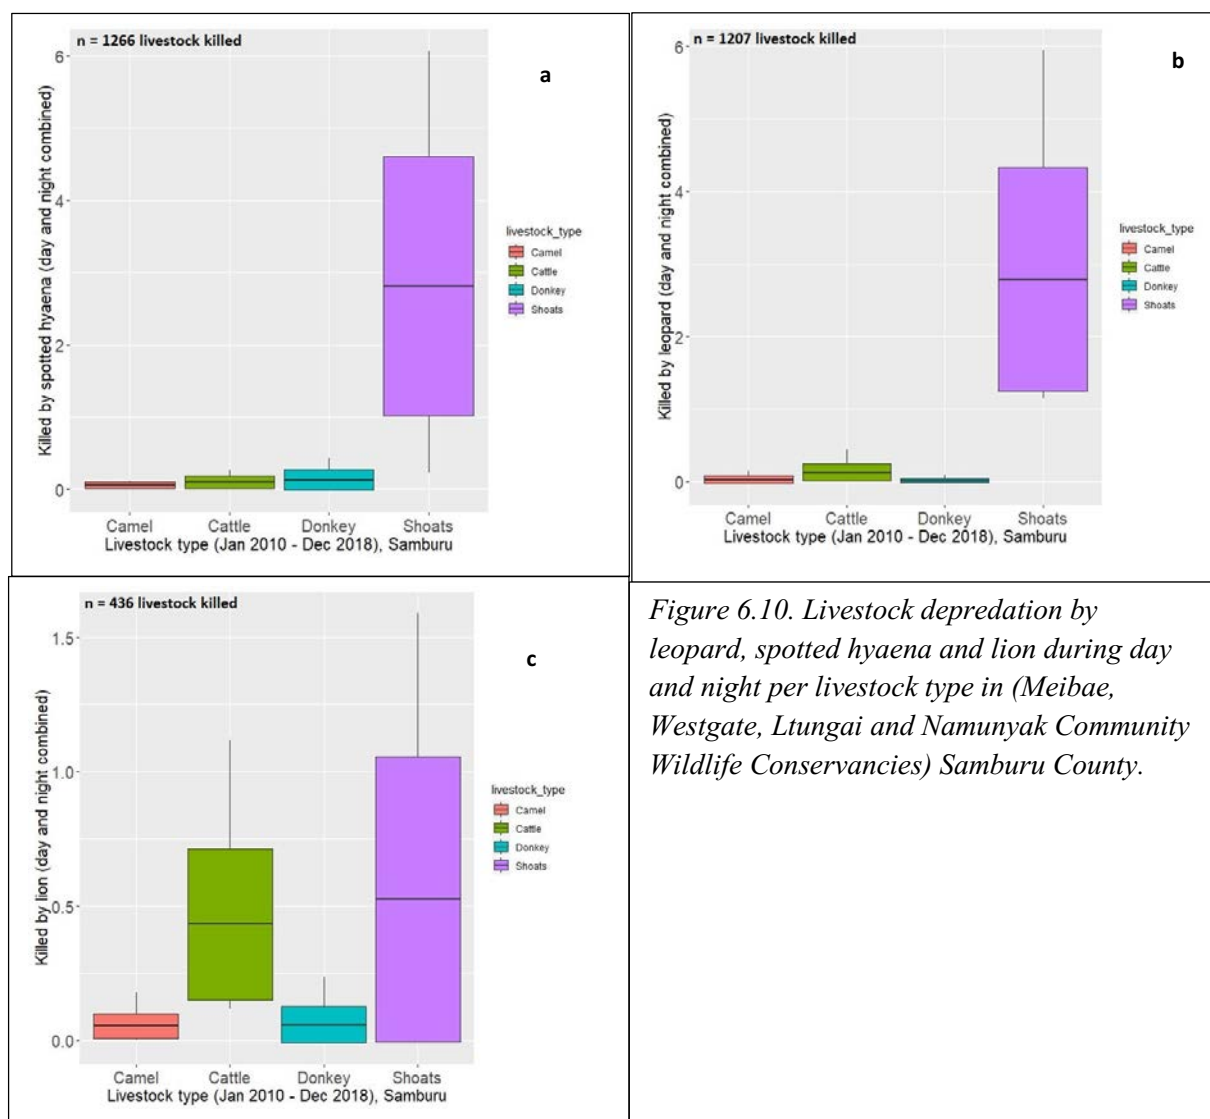 n = 1266 livestock killed
a
Killed by spotted hyaena (day and night combined)
6
4
2
0
Camel Cattle Donkey Shoats
Livestock type (Jan 2010 - Dec 2018), Samburu
livestock_type
Camel
Cattle
Donkey
Shoats
n = 1207 livestock killed
b
Killed by leopard (day and night combined)
6
4
2
0
Camel Cattle Donkey Shoats
Livestock type (Jan 2010 - Dec 2018), Samburu
livestock_type
Camel
Cattle
Donkey
Shoats
n = 436 livestock killed
c
Killed by lion (day and night combined)
1.5
1.0
0.5
0.0
Camel Cattle Donkey Shoats
Livestock type (Jan 2010 - Dec 2018), Samburu
livestock_type
Camel
Cattle
Donkey
Shoats
Figure 6.10. Livestock depredation by
leopard, spotted hyaena and lion during day
and night per livestock type in (Meibae,
Westgate, Ltungai and Namunyak Community
Wildlife Conservancies) Samburu County.